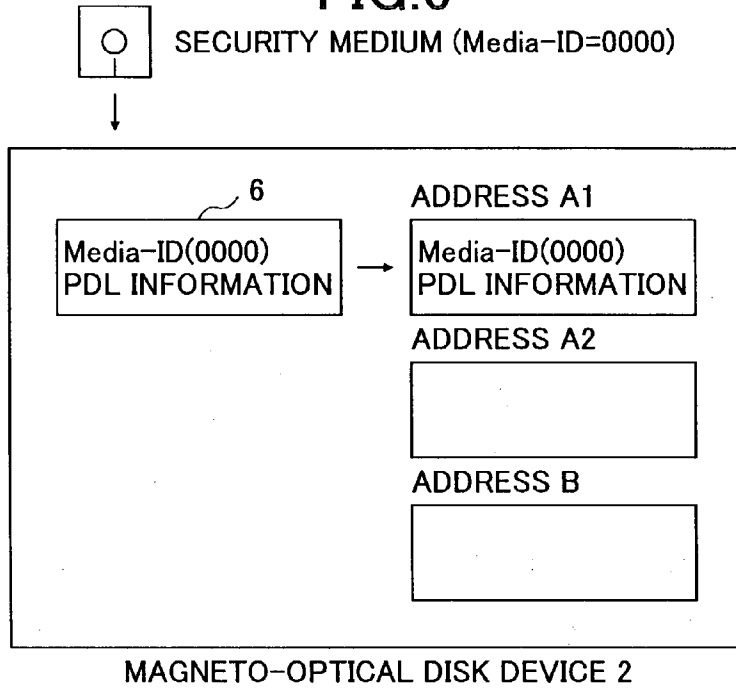 SECURITY MEDIUM (Media-ID=0000)
6
ADDRESS A1
Media-ID(0000)
PDL INFORMATION
Media-ID(0000)
PDL INFORMATION
ADDRESS A2
ADDRESS B
MAGNETO-OPTICAL DISK DEVICE 2